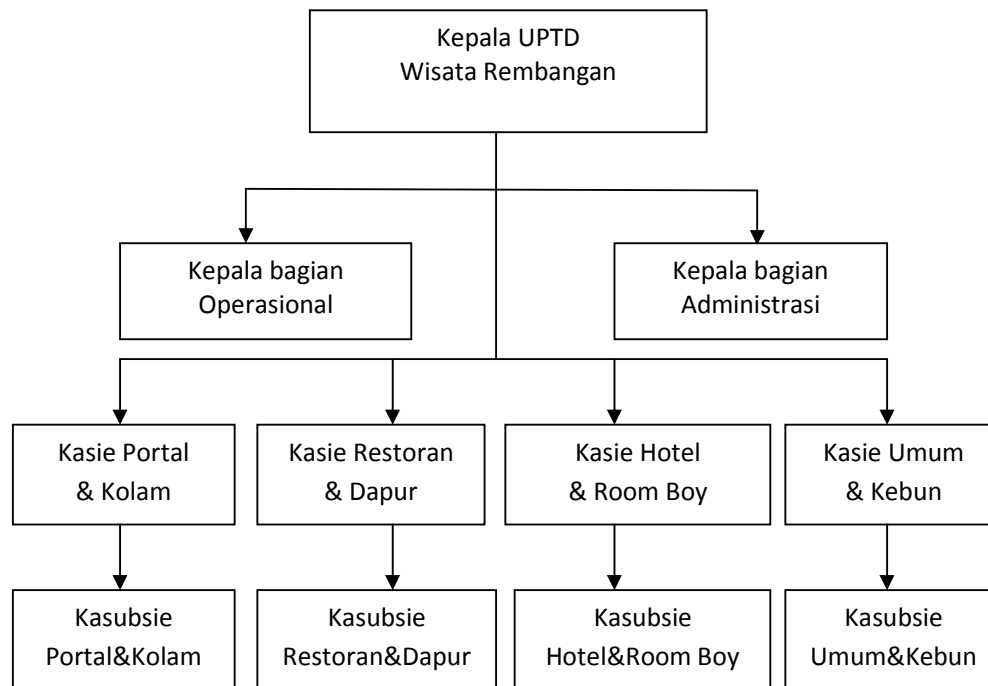 Kepala UPTD
Wisata Rembangan
Kepala bagian
Operasional
Kepala bagian
Administrasi
Kasie Portal
& Kolam
Kasie Restoran
& Dapur
Kasie Hotel
& Room Boy
Kasie Umum
& Kebun
Kasubsie
Portal&Kolam
Kasubsie
Restoran&Dapur
Kasubsie
Hotel&Room Boy
Kasubsie
Umum&Kebun